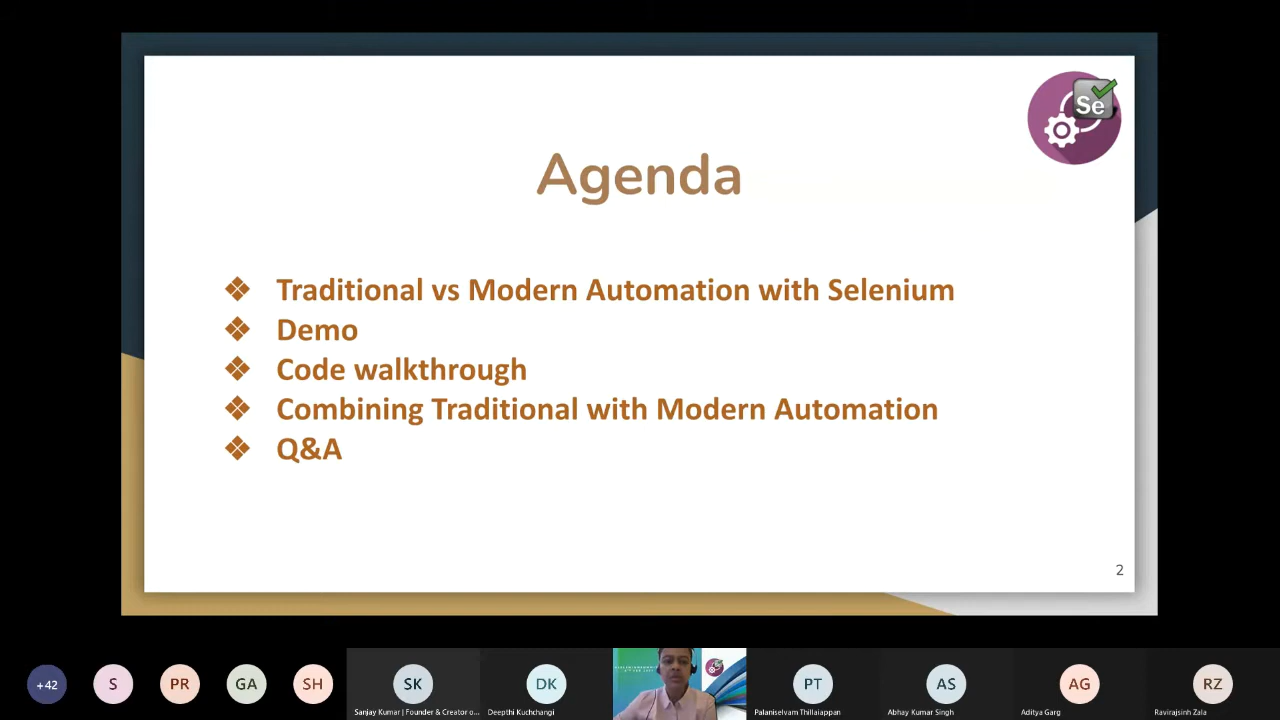 Se
Agenda
❖ Traditional vs Modern Automation with Selenium
❖ Demo
❖ Code walkthrough
❖ Combining Traditional with Modern Automation
❖ Q&A
2
+42
S
PR
GA
SH
SK
DK
PT
AS
AG
RZ
Sanjay Kumar | Founder & Creator o...
Deepthi Kuchchangi
Palaniselvam Thillaiappan
Abhay Kumar Singh
Aditya Garg
Ravirajsinh Zala